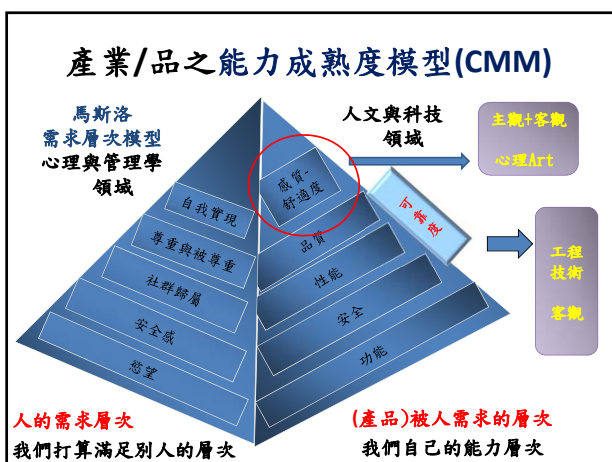 產業/品之能力成熟度模型(CMM)
馬斯洛
需求層次模型
心理與管理學
領域
人文與科技
領域
主觀+客觀
心理Art
自我實現
尊重與被尊重
社群歸屬
安全感
慾望
感質-
舒適度
品質
性能
安全
功能
可靠度
工程
技術
客觀
人的需求層次
我們打算滿足別人的層次
(產品)被人需求的層次
我們自己的能力層次